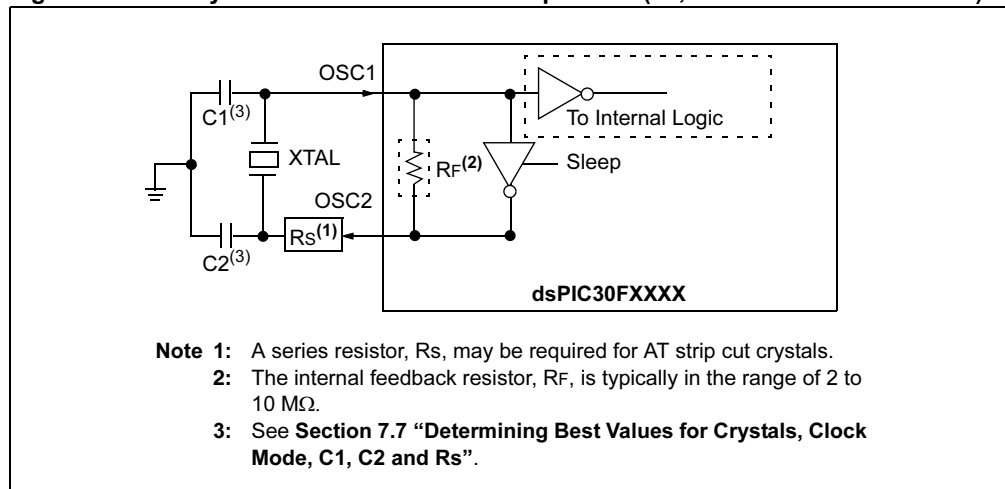 OSC1
C1(3)
To Internal Logic
XTAL
RF(2)
Sleep
OSC2
Rs(1)
C2(3)
dsPIC30FXXXX
Note 1: A series resistor, Rs, may be required for AT strip cut crystals.
2: The internal feedback resistor, RF, is typically in the range of 2 to
10 MΩ.
3: See Section 7.7 “Determining Best Values for Crystals, Clock
Mode, C1, C2 and Rs”.